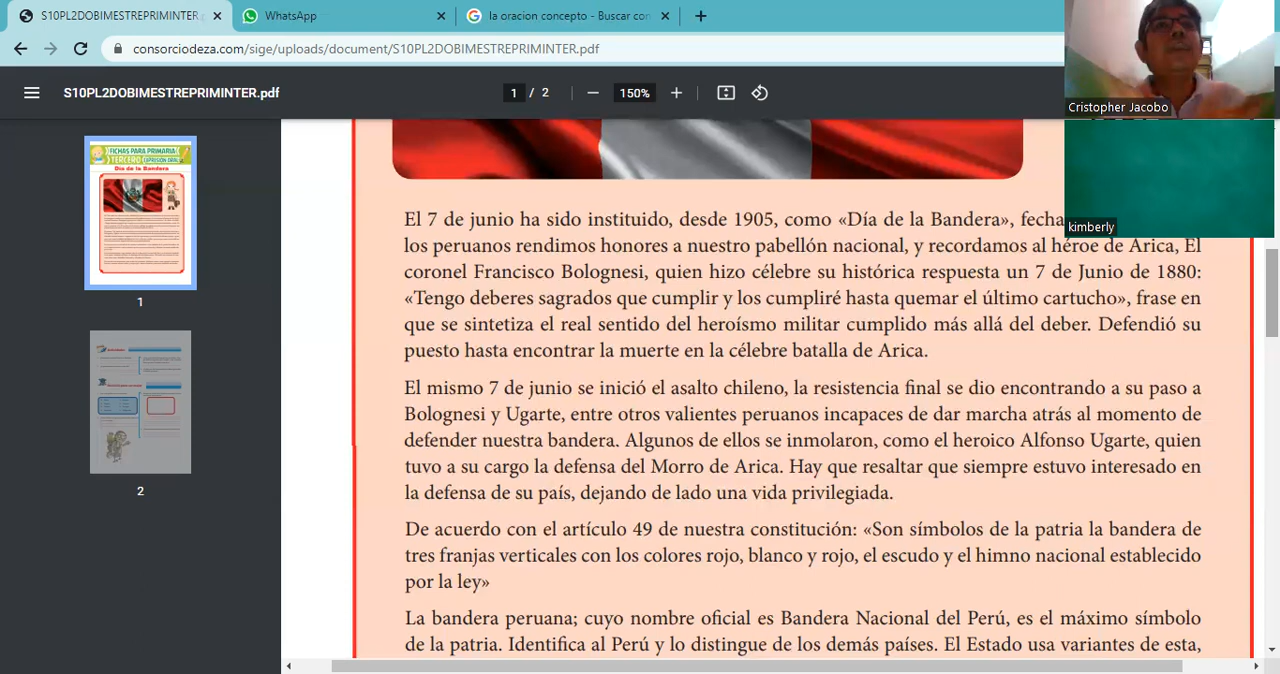 S10PL2DOBIMESTREPRIMINTER.p
WhatsApp
la oracion concepto - Buscar con
consorciodeza.com/sige/uploads/document/S10PL2DOBIMESTREPRIMINTER.pdf
S10PL2DOBIMESTREPRIMINTER.pdf
1 / 2
150%
Cristopher Jacobo
kimberly
FICHAS PARA PRIMARIA
TERCERO EXPRESIÓN ORAL
Día de la Bandera
1
2
El 7 de junio ha sido instituido, desde 1905, como «Día de la Bandera», fecha
los peruanos rendimos honores a nuestro pabellón nacional, y recordamos al héroe de Arica, El
coronel Francisco Bolognesi, quien hizo célebre su histórica respuesta un 7 de Junio de 1880:
«Tengo deberes sagrados que cumplir y los cumpliré hasta quemar el último cartucho», frase en
que se sintetiza el real sentido del heroísmo militar cumplido más allá del deber. Defendió su
puesto hasta encontrar la muerte en la célebre batalla de Arica.
El mismo 7 de junio se inició el asalto chileno, la resistencia final se dio encontrando a su paso a
Bolognesi y Ugarte, entre otros valientes peruanos incapaces de dar marcha atrás al momento de
defender nuestra bandera. Algunos de ellos se inmolaron, como el heroico Alfonso Ugarte, quien
tuvo a su cargo la defensa del Morro de Arica. Hay que resaltar que siempre estuvo interesado en
la defensa de su país, dejando de lado una vida privilegiada.
De acuerdo con el artículo 49 de nuestra constitución: «Son símbolos de la patria la bandera de
tres franjas verticales con los colores rojo, blanco y rojo, el escudo y el himno nacional establecido
por la ley»
La bandera peruana; cuyo nombre oficial es Bandera Nacional del Perú, es el máximo símbolo
de la patria. Identifica al Perú y lo distingue de los demás países. El Estado usa variantes de esta,